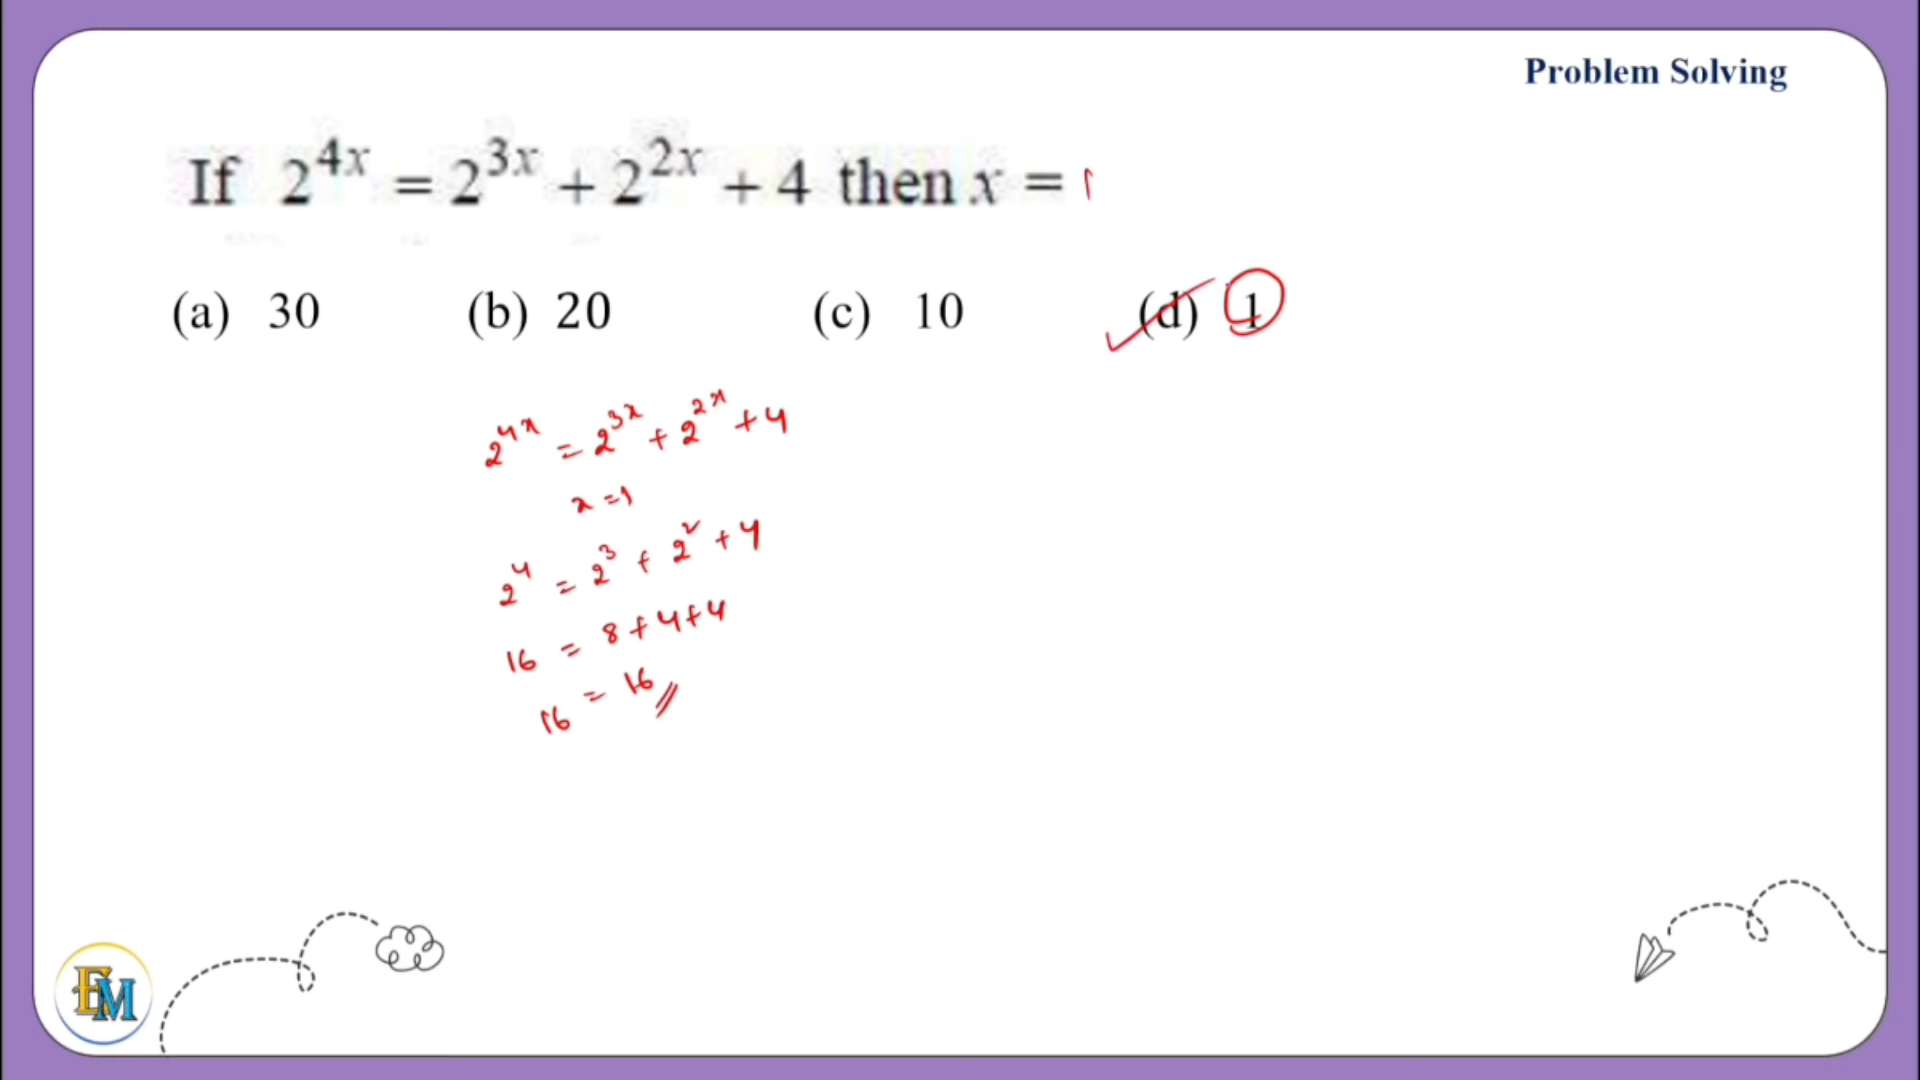 Problem Solving
If 2^{4x} = 2^{3x} + 2^{2x} + 4 then x = 1
(a) 30 (b) 20 (c) 10 (d) 1
2^{4x} = 2^{3x} + 2^{2x} + 4
x = 1
2^4 = 2^3 + 2^2 + 4
16 = 8 + 4 + 4
16 = 16
EM